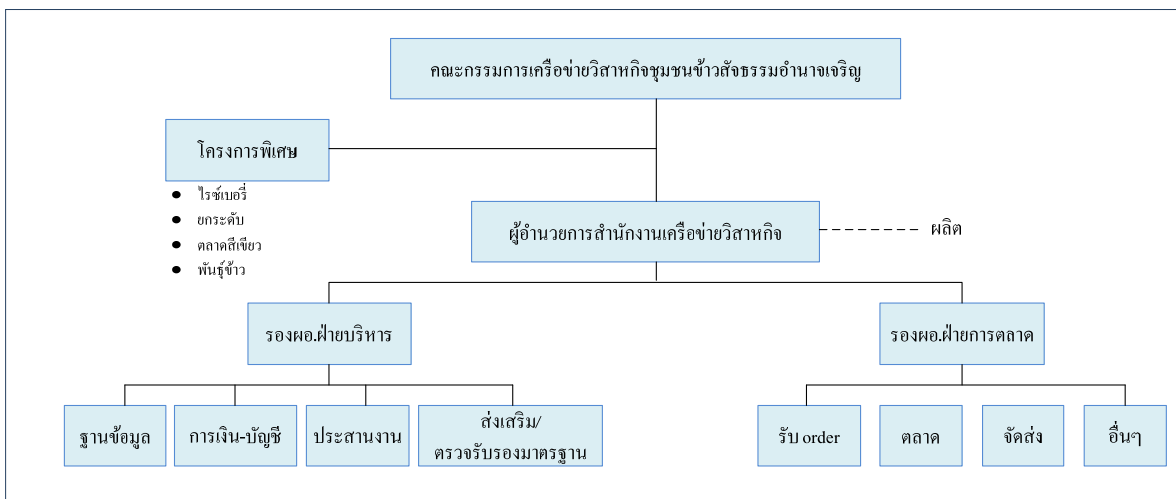 คณะกรรมการเครือข่ายวิสาหกิจชุมชนข้าวสัจธรรมอำนาจเจริญ
โครงการพิเศษ
● ไรซ์เบอรี่
● ยกระดับ
● ตลาดสีเขียว
● พันธุ์ข้าว
ผู้อำนวยการสำนักงานเครือข่ายวิสาหกิจ
ผลิต
รองผอ.ฝ่ายบริหาร
รองผอ.ฝ่ายการตลาด
ฐานข้อมูล
การเงิน-บัญชี
ประสานงาน
ส่งเสริม/
ตรวจรับรองมาตรฐาน
รับ order
ตลาด
จัดส่ง
อื่นๆ